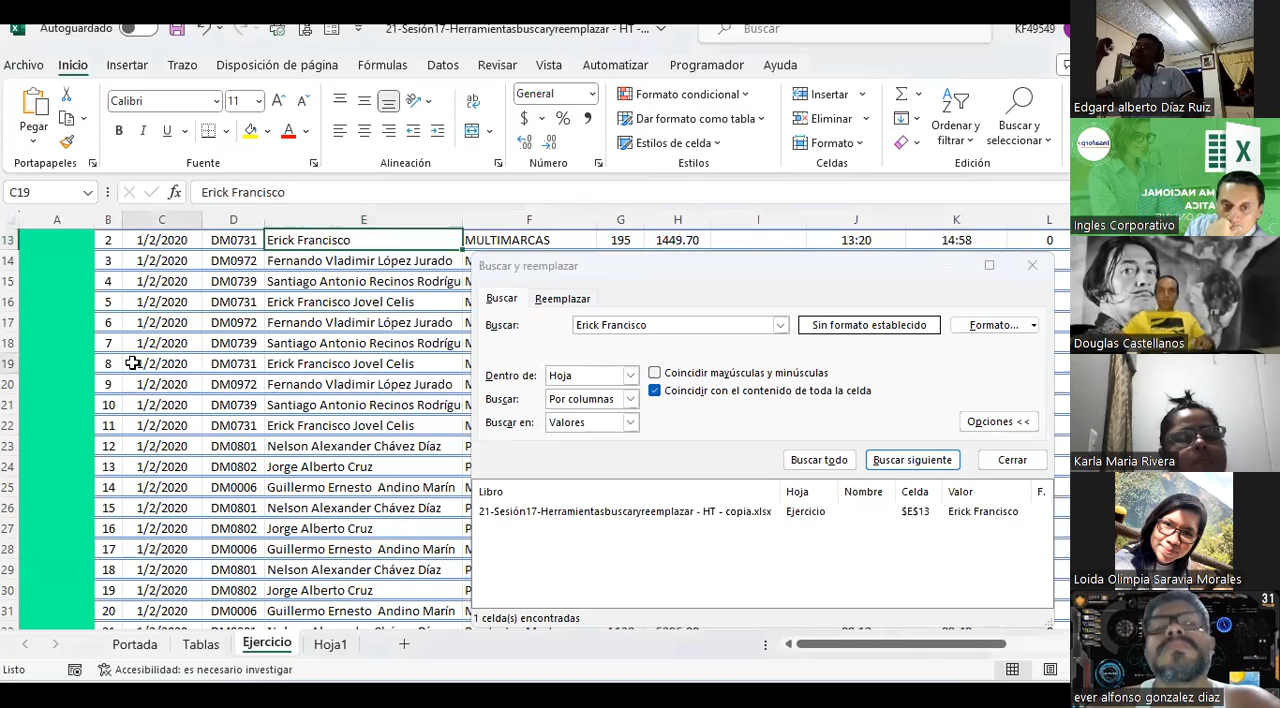 Autoguardado 21-Sesión17-Herramientasbuscaryreemplazar - HT -... Buscar KF49549
Archivo Inicio Insertar Trazo Disposición de página Fórmulas Datos Revisar Vista Automatizar Programador Ayuda
Pegar Calibri 11 General Formato condicional Insertar
Dar formato como tabla Eliminar Ordenar y filtrar Buscar y seleccionar
Estilos de celda Formato
Portapapeles Fuente Alineación Número Estilos Celdas Edición
C19 fx Erick Francisco
A B C D E F G H I J K L
13 2 1/2/2020 DM0731 Erick Francisco MULTIMARCAS 195 1449.70 13:20 14:58 0
14 3 1/2/2020 DM0972 Fernando Vladimir López Jurado
15 4 1/2/2020 DM0739 Santiago Antonio Recinos Rodrígu
16 5 1/2/2020 DM0731 Erick Francisco Jovel Celis
17 6 1/2/2020 DM0972 Fernando Vladimir López Jurado
18 7 1/2/2020 DM0739 Santiago Antonio Recinos Rodrígu
19 8 1/2/2020 DM0731 Erick Francisco Jovel Celis
20 9 1/2/2020 DM0972 Fernando Vladimir López Jurado
21 10 1/2/2020 DM0739 Santiago Antonio Recinos Rodrígu
22 11 1/2/2020 DM0731 Erick Francisco Jovel Celis
23 12 1/2/2020 DM0801 Nelson Alexander Chávez Díaz
24 13 1/2/2020 DM0802 Jorge Alberto Cruz
25 14 1/2/2020 DM0006 Guillermo Ernesto Andino Marín
26 15 1/2/2020 DM0801 Nelson Alexander Chávez Díaz
27 16 1/2/2020 DM0802 Jorge Alberto Cruz
28 17 1/2/2020 DM0006 Guillermo Ernesto Andino Marín
29 18 1/2/2020 DM0801 Nelson Alexander Chávez Díaz
30 19 1/2/2020 DM0802 Jorge Alberto Cruz
31 20 1/2/2020 DM0006 Guillermo Ernesto Andino Marín
Buscar y reemplazar
Buscar Reemplazar
Buscar: Erick Francisco Sin formato establecido Formato...
Dentro de: Hoja Coincidir mayúsculas y minúsculas
Buscar: Por columnas Coincidir con el contenido de toda la celda
Buscar en: Valores Opciones <<
Buscar todo Buscar siguiente Cerrar
Libro Hoja Nombre Celda Valor F.
21-Sesión17-Herramientasbuscaryreemplazar - HT - copia.xlsx Ejercicio $E$13 Erick Francisco
1 celda(s) encontradas
Portada Tablas Ejercicio Hoja1
Listo Accesibilidad: es necesario investigar
Edgard alberto Díaz Ruiz
MA NACIONAL
ATICA
Ingles Corporativo
Douglas Castellanos
Karla Maria Rivera
Loida Olimpia Saravia Morales
31
ever alfonso gonzalez diaz